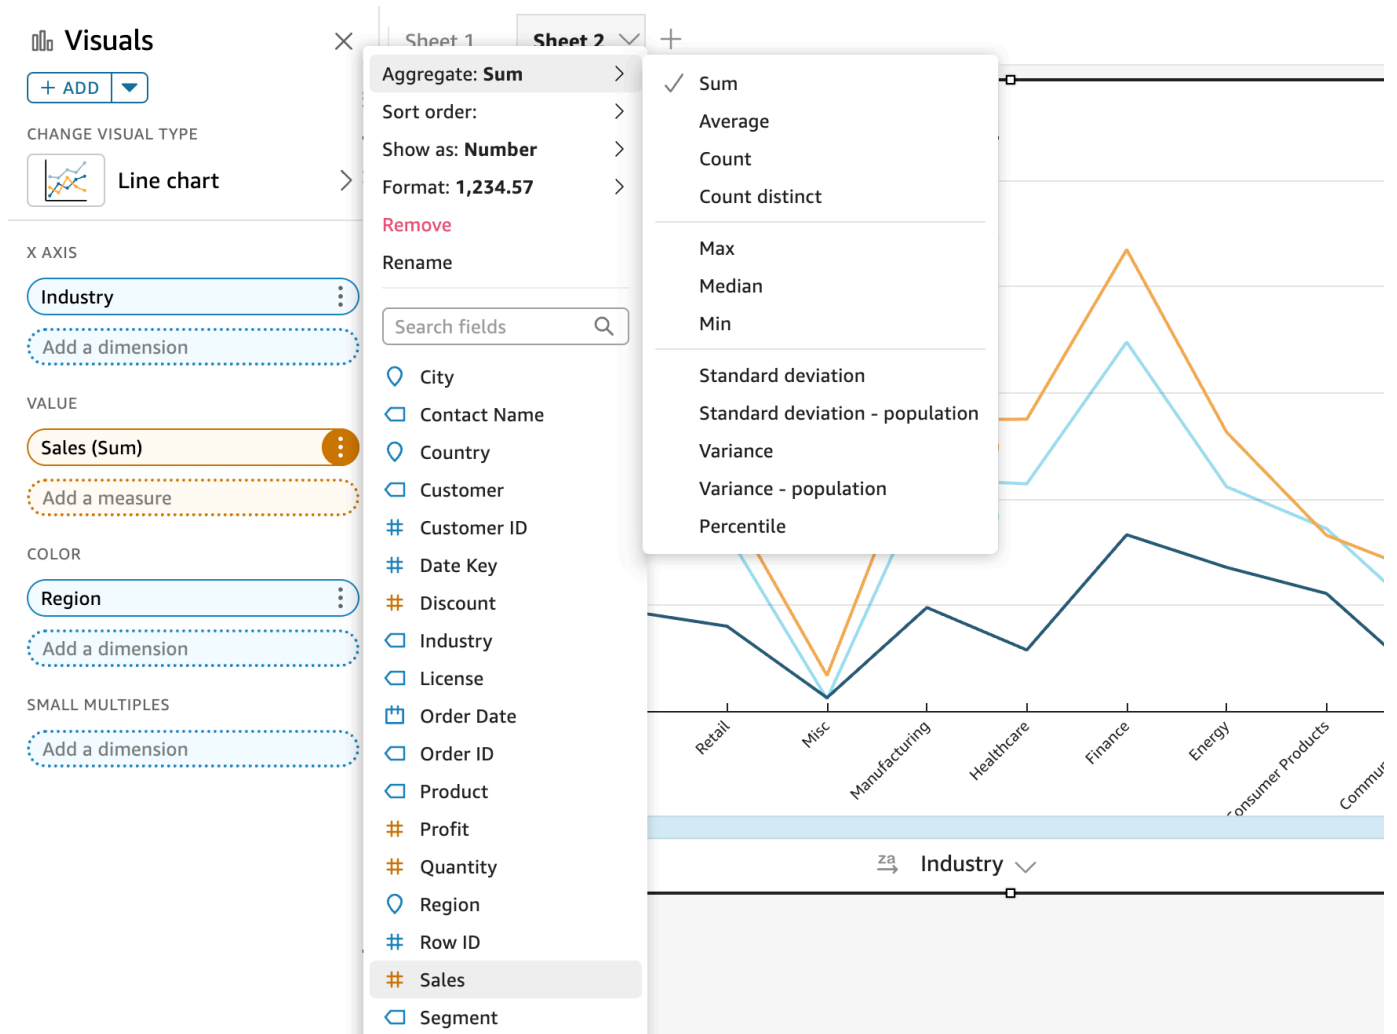 Visuals
Sheet 1
Sheet 2
+ ADD
CHANGE VISUAL TYPE
Line chart
X AXIS
Industry
Add a dimension
VALUE
Sales (Sum)
Add a measure
COLOR
Region
Add a dimension
SMALL MULTIPLES
Add a dimension
Aggregate: Sum
Sort order:
Show as: Number
Format: 1,234.57
Remove
Rename
Search fields
City
Contact Name
Country
Customer
Customer ID
Date Key
Discount
Industry
License
Order Date
Order ID
Product
Profit
Quantity
Region
Row ID
Sales
Segment
Sum
Average
Count
Count distinct
Max
Median
Min
Standard deviation
Standard deviation - population
Variance
Variance - population
Percentile
Retail
Misc
Manufacturing
Healthcare
Finance
Energy
Consumer Products
za
Industry